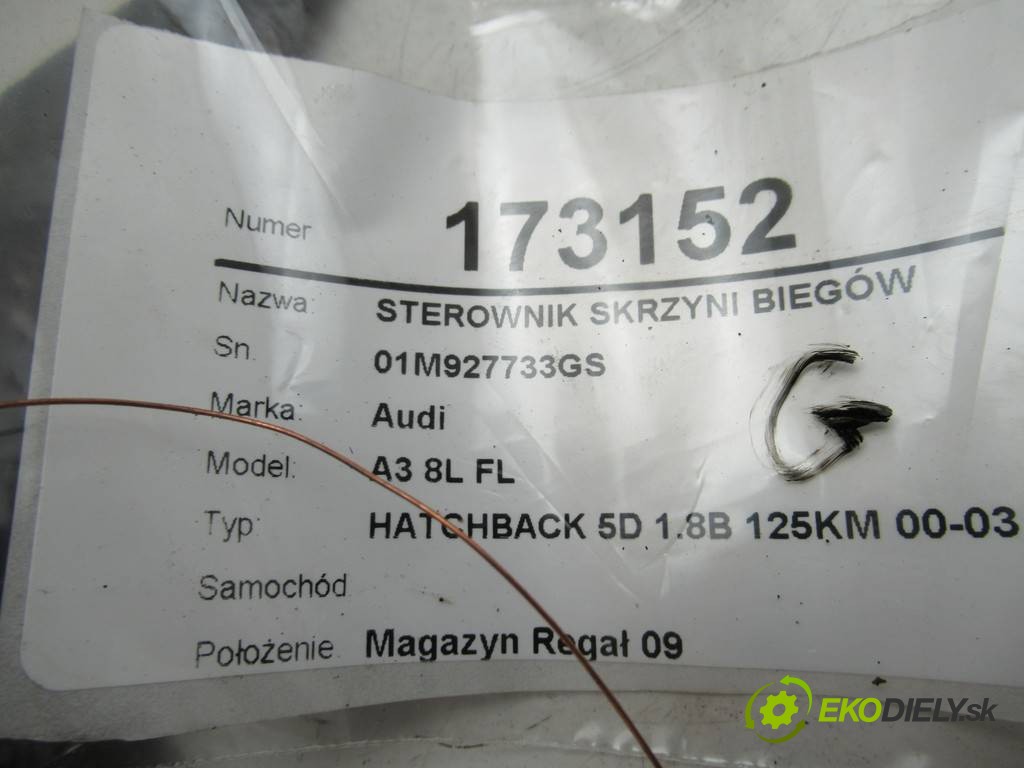 Numer 173152
Nazwa: STEROWNIK SKRZYNI BIEGÓW
Sn. 01M927733GS
Marka: Audi
Model: A3 8L FL
Typ: HATCHBACK 5D 1.8B 125KM 00-03
Samochód
Położenie Magazyn Regał 09
G
EKODIELY.sk